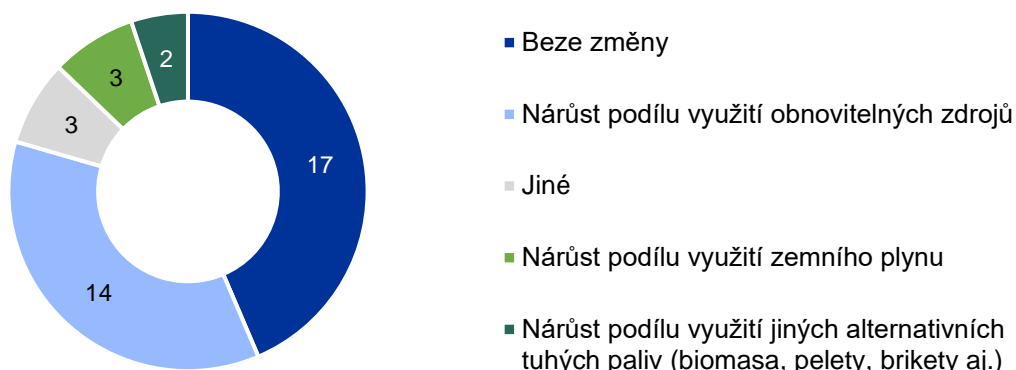 2
3
3
17
14
Beze změny
Nárůst podílu využití obnovitelných zdrojů
Jiné
Nárůst podílu využití zemního plynu
Nárůst podílu využití jiných alternativních
tuhých paliv (biomasa, pelety, brikety aj.)